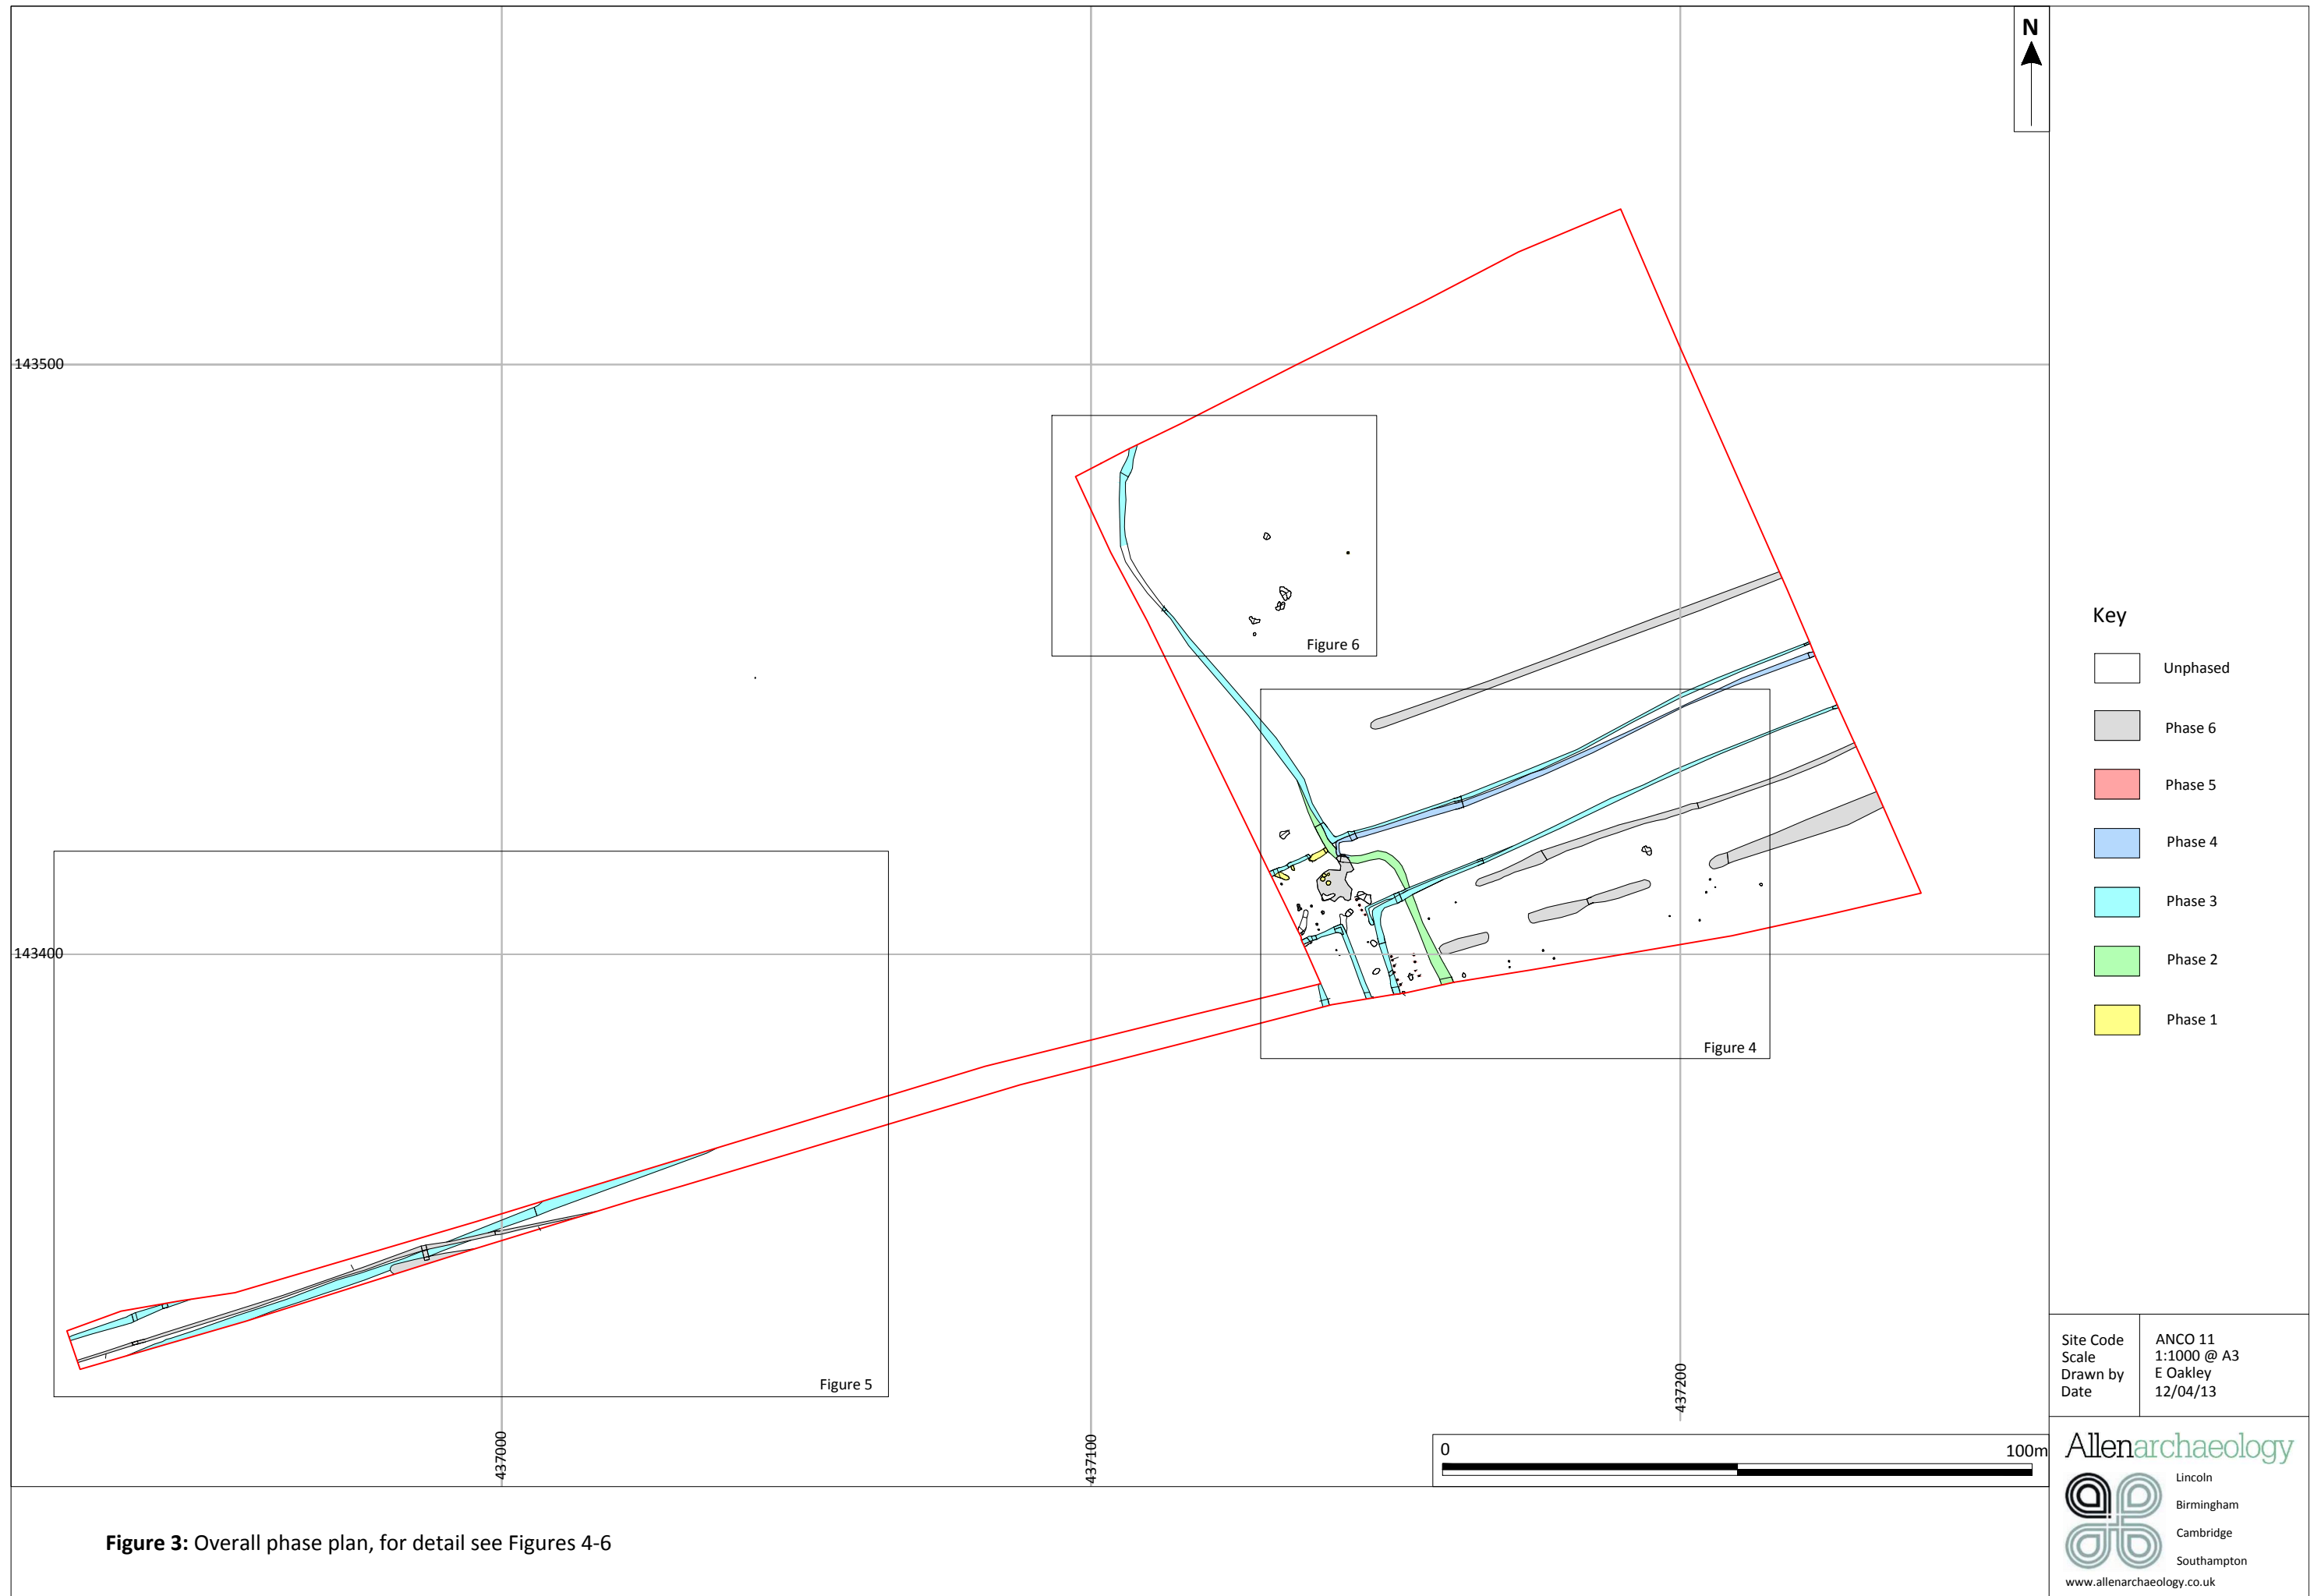 N
143500
Figure 6
143400
Figure 4
Figure 5
437000
437100
437200
0 100m
Key
Unphased
Phase 6
Phase 5
Phase 4
Phase 3
Phase 2
Phase 1
Site Code ANCO 11
Scale 1:1000 @ A3
Drawn by E Oakley
Date 12/04/13
Allenarchaeology
Lincoln
Birmingham
Cambridge
Southampton
www.allenarchaeology.co.uk
Figure 3: Overall phase plan, for detail see Figures 4-6